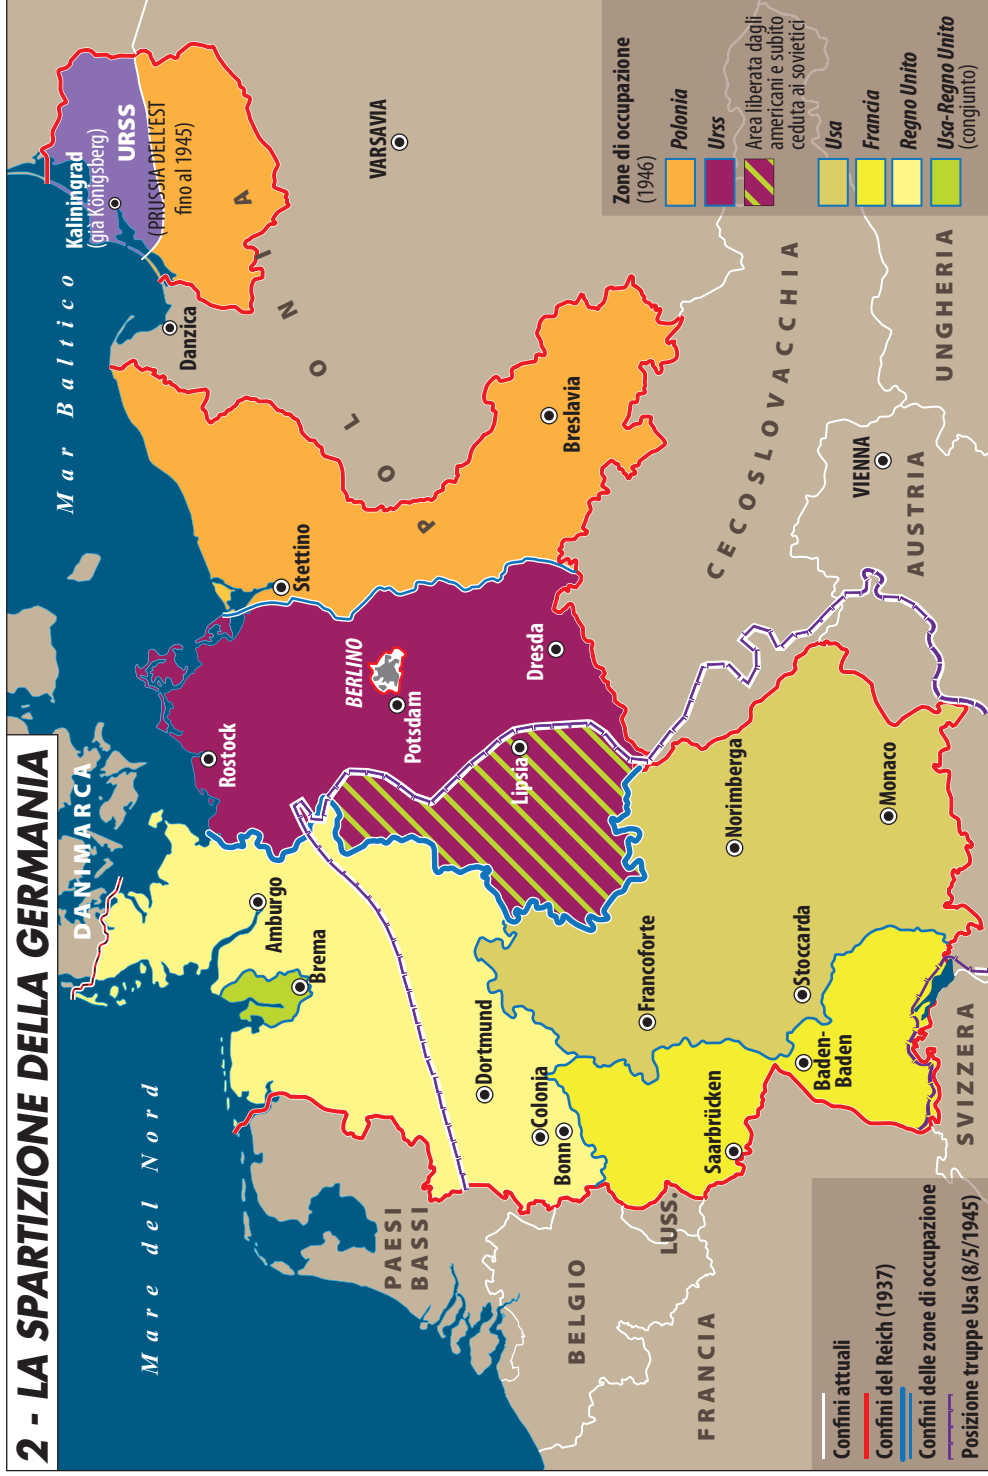 2 - LA SPARTIZIONE DELLA GERMANIA
Mare del Nord
Mar Baltico
DANIMARCA
Kaliningrad
(già Königsberg)
URSS
(PRUSSIA DELL'EST
fino al 1945)
Danzica
VARSAVIA
POLONIA
Stettino
Breslavia
Rostock
BERLINO
Potsdam
Dresda
Lipsia
Amburgo
Brema
Dortmund
Colonia
Bonn
Francoforte
Norimberga
Monaco
Stoccarda
Baden-
Baden
Saarbrücken
PAESI
BASSI
BELGIO
LUSS.
FRANCIA
SVIZZERA
CECOSLOVACCHIA
VIENNA
AUSTRIA
UNGHERIA
Confini attuali
Confini del Reich (1937)
Confini delle zone di occupazione
Posizione truppe Usa (8/5/1945)
Zone di occupazione
(1946)
Polonia
Urss
Area liberata dagli
americani e subito
ceduta ai sovietici
Usa
Francia
Regno Unito
Usa-Regno Unito
(congiunto)